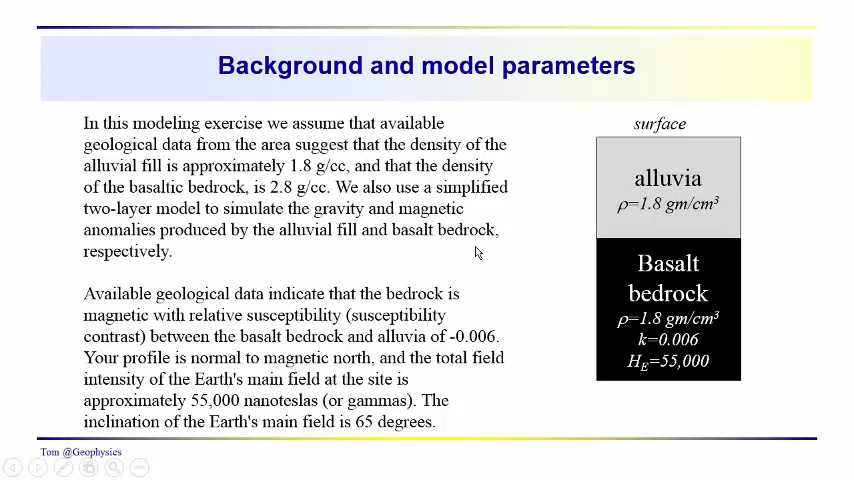 Background and model parameters
In this modeling exercise we assume that available
geological data from the area suggest that the density of the
alluvial fill is approximately 1.8 g/cc, and that the density
of the basaltic bedrock, is 2.8 g/cc. We also use a simplified
two-layer model to simulate the gravity and magnetic
anomalies produced by the alluvial fill and basalt bedrock,
respectively.
Available geological data indicate that the bedrock is
magnetic with relative susceptibility (susceptibility
contrast) between the basalt bedrock and alluvia of -0.006.
Your profile is normal to magnetic north, and the total field
intensity of the Earth's main field at the site is
approximately 55,000 nanoteslas (or gammas). The
inclination of the Earth's main field is 65 degrees.
surface
alluvia
ρ=1.8 gm/cm³
Basalt
bedrock
ρ=1.8 gm/cm³
k=0.006
H_E=55,000
Tom @Geophysics